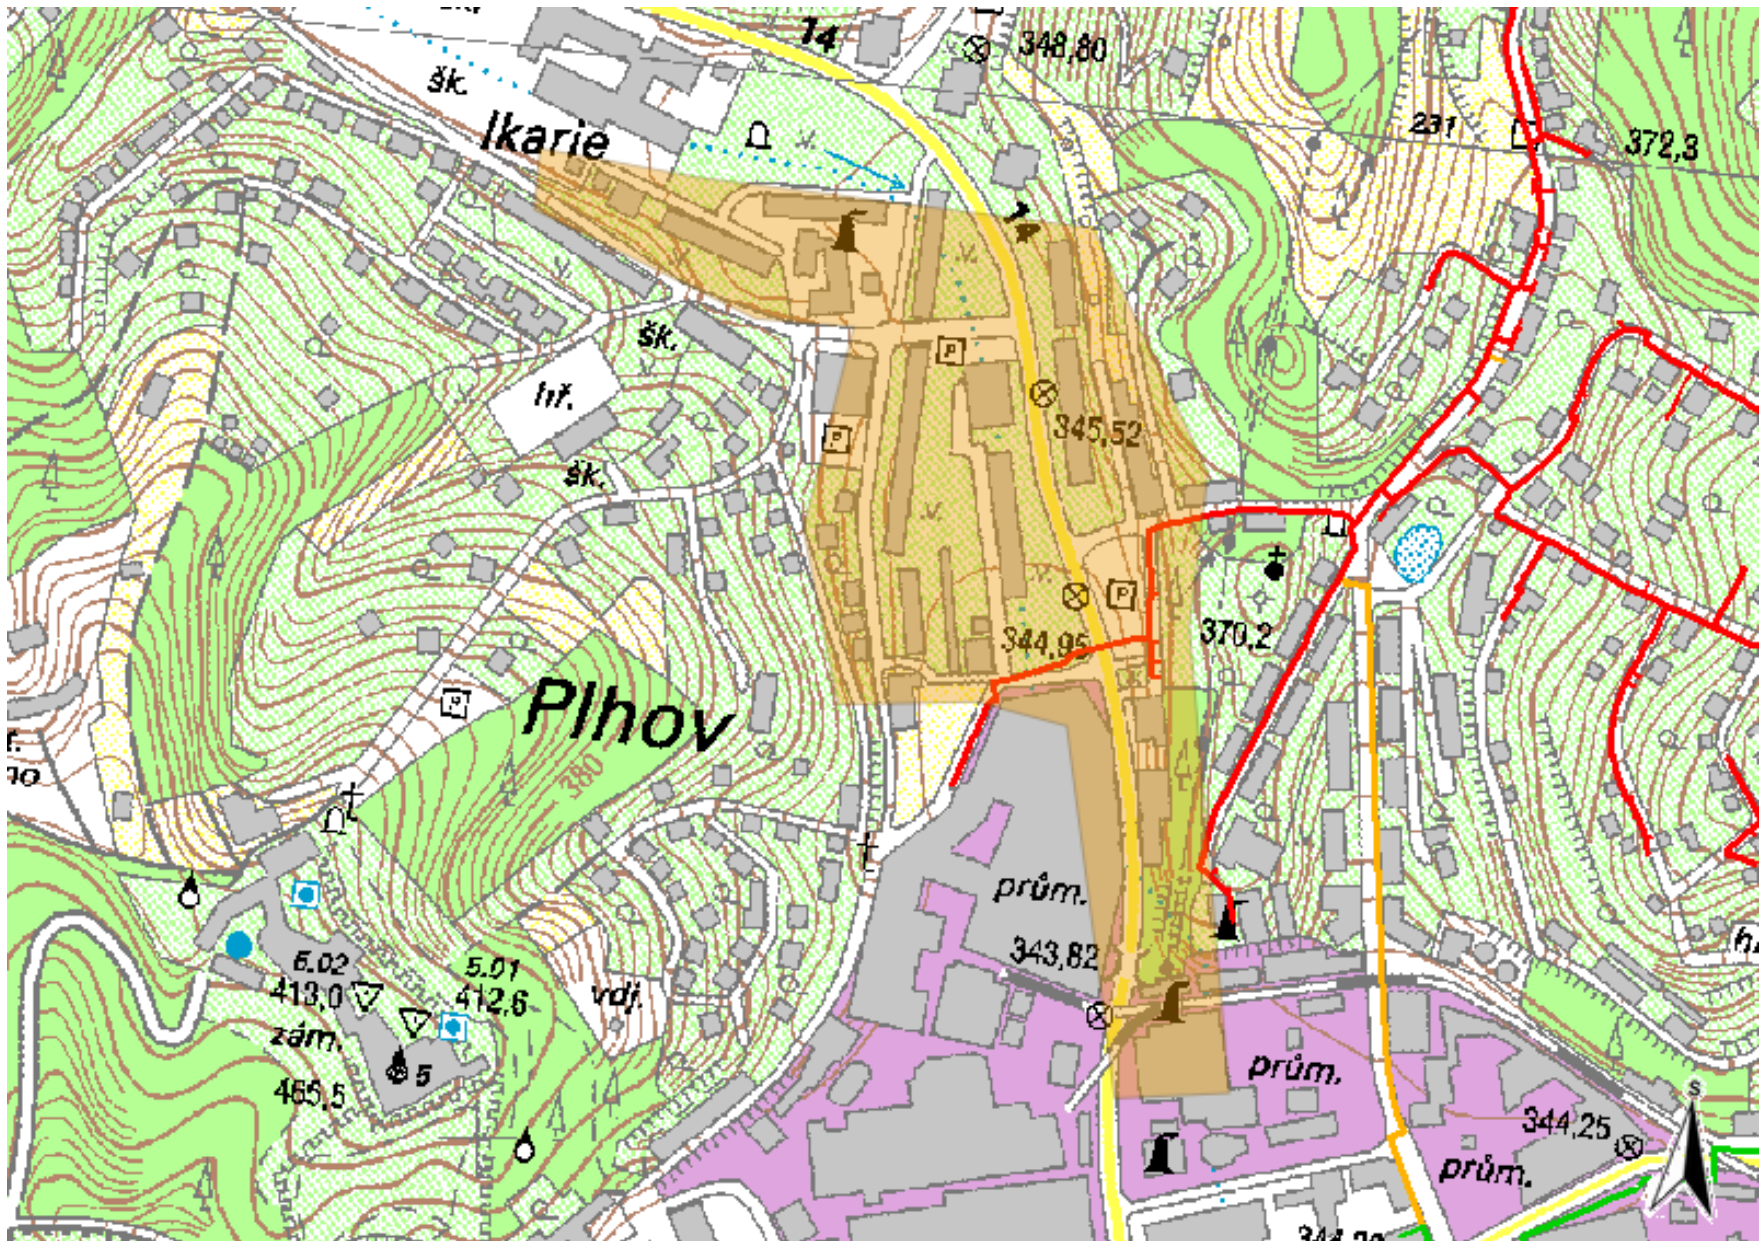 14
348,80
šk.
Ikarie
231
372,3
14
šk.
P
hř.
P
345,52
šk.
P
344,95
370,2
P
Plhov
380
prům.
343,82
6.02
5.01
413,0
412,6
vdj.
zám.
5
465,5
prům.
344,25
prům.
S